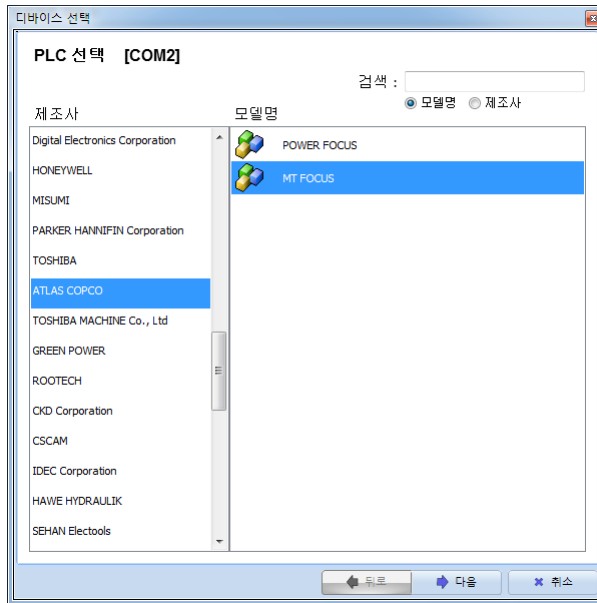 디바이스 선택
PLC 선택 [COM2]
검색 :
모델명 제조사
제조사
모델명
Digital Electronics Corporation
HONEYWELL
MISUMI
PARKER HANNIFIN Corporation
TOSHIBA
ATLAS COPCO
TOSHIBA MACHINE Co., Ltd
GREEN POWER
ROOTECH
CKD Corporation
CSCAM
IDEC Corporation
HAWE HYDRAULIK
SEHAN Electools
POWER FOCUS
MT FOCUS
뒤로 다음 취소